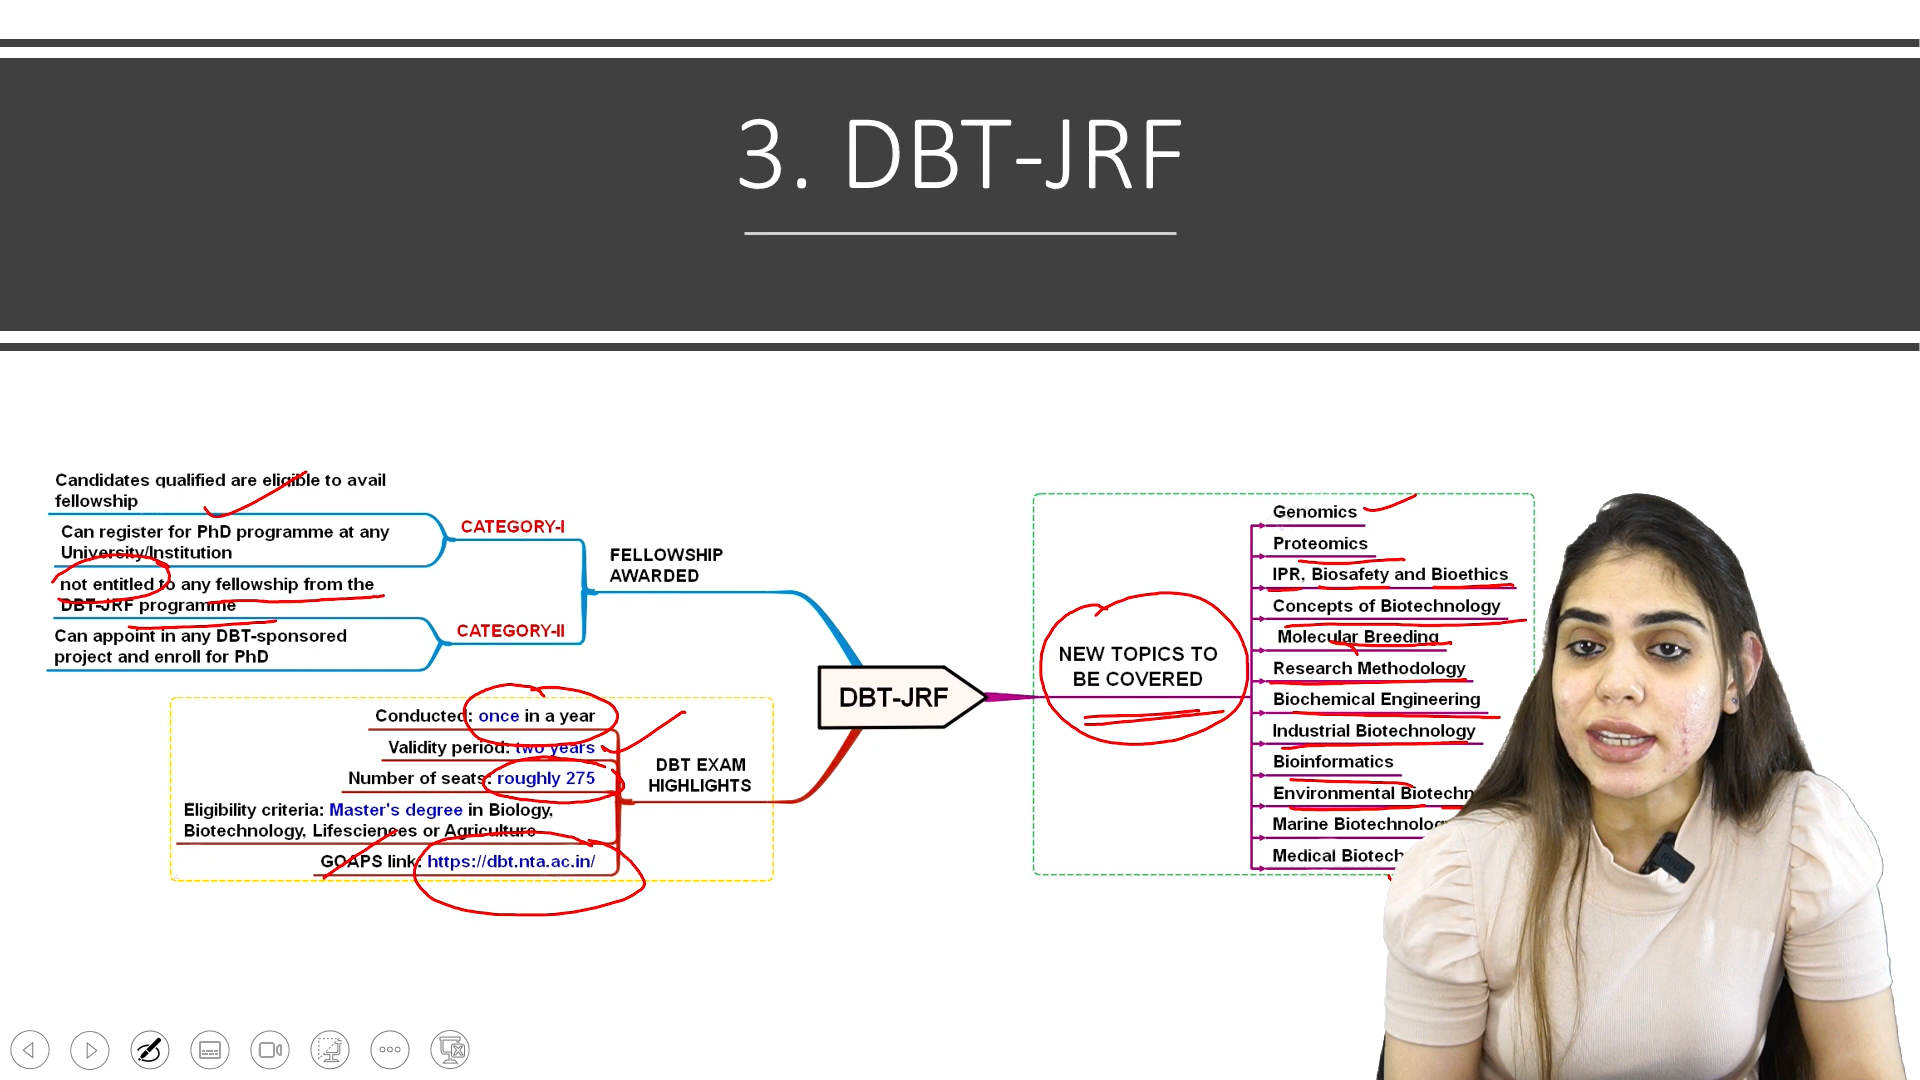 3. DBT-JRF
Candidates qualified are eligible to avail
fellowship
Can register for PhD programme at any
University/Institution
CATEGORY-I
not entitled to any fellowship from the
DBT-JRF programme
Can appoint in any DBT-sponsored
project and enroll for PhD
CATEGORY-II
FELLOWSHIP
AWARDED
Conducted: once in a year
Validity period: two years
Number of seats: roughly 275
Eligibility criteria: Master's degree in Biology,
Biotechnology, Lifesciences or Agriculture
GOAPS link: https://dbt.nta.ac.in/
DBT EXAM
HIGHLIGHTS
DBT-JRF
NEW TOPICS TO
BE COVERED
Genomics
Proteomics
IPR, Biosafety and Bioethics
Concepts of Biotechnology
Molecular Breeding
Research Methodology
Biochemical Engineering
Industrial Biotechnology
Bioinformatics
Environmental
Marine
Medical